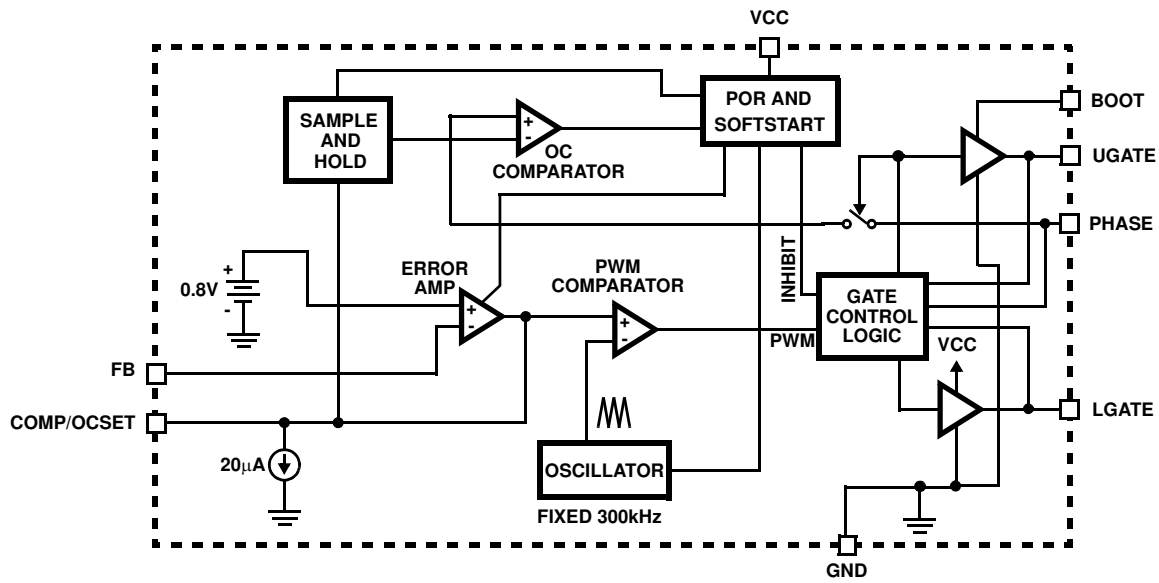 VCC
BOOT
POR AND
SOFTSTART
SAMPLE
AND
HOLD
+
-
OC
COMPARATOR
UGATE
PHASE
INHIBIT
ERROR
AMP
PWM
COMPARATOR
+
0.8V
-
+
-
+
-
GATE
CONTROL
LOGIC
PWM
VCC
FB
COMP/OCSET
LGATE
20µA
OSCILLATOR
FIXED 300kHz
GND